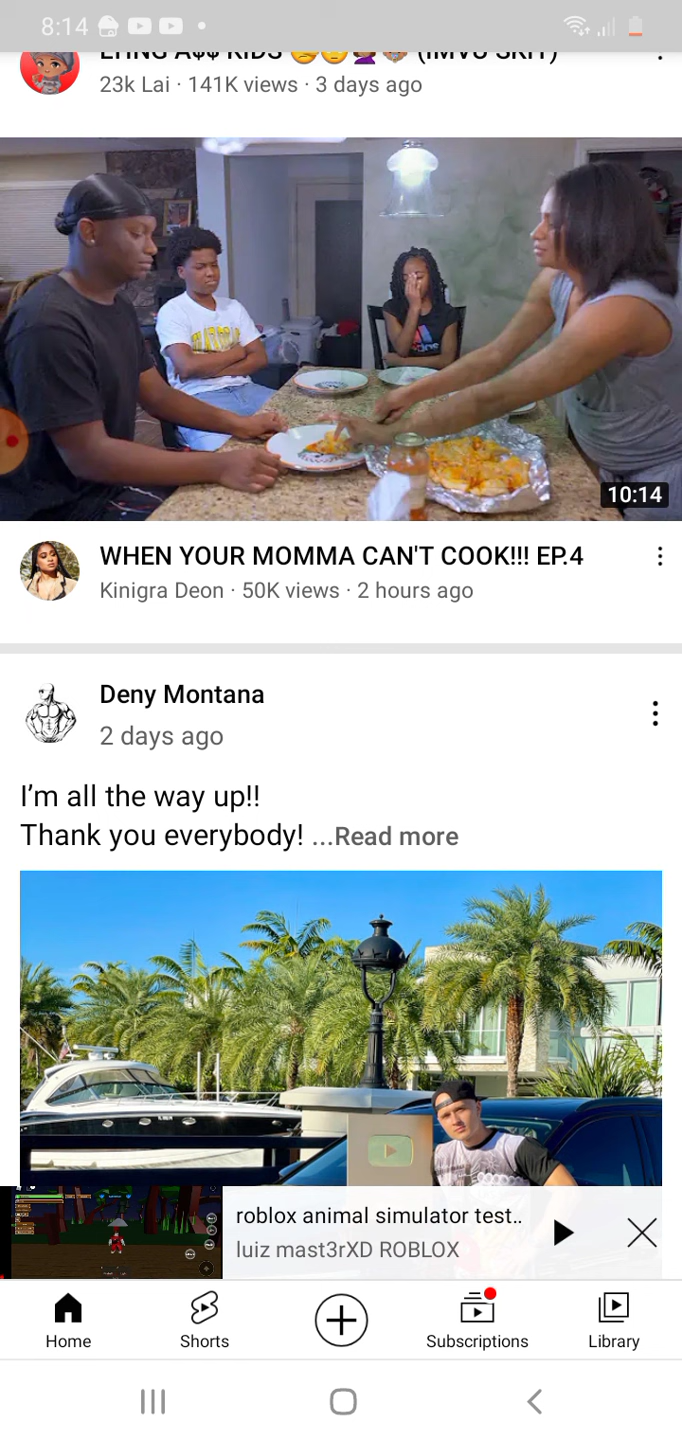 8:14
(IMVU SKIT)
23k Lai · 141K views · 3 days ago
10:14
WHEN YOUR MOMMA CAN'T COOK!!! EP.4
Kinigra Deon · 50K views · 2 hours ago
Deny Montana
2 days ago
I'm all the way up!!
Thank you everybody! ...Read more
roblox animal simulator test..
luiz mast3rXD ROBLOX
Home
Shorts
Subscriptions
Library